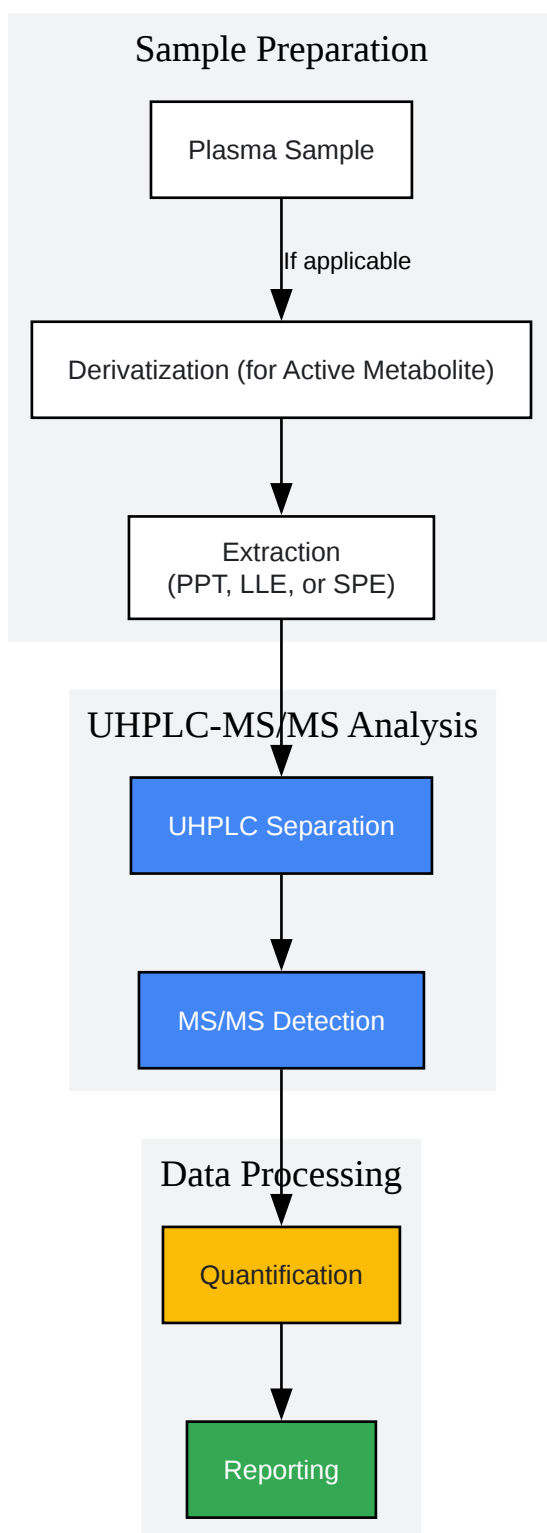 Sample Preparation
Plasma Sample
If applicable
Derivatization (for Active Metabolite)
Extraction
(PPT, LLE, or SPE)
UHPLC-MS/MS Analysis
UHPLC Separation
MS/MS Detection
Data Processing
Quantification
Reporting